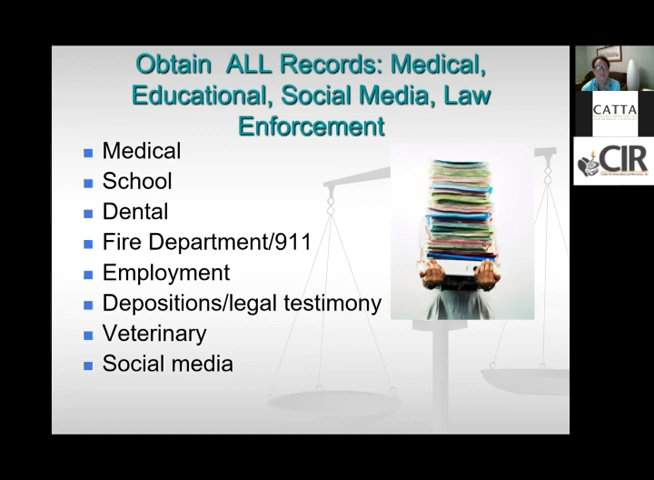 Obtain ALL Records: Medical,
Educational, Social Media, Law
Enforcement
Medical
School
Dental
Fire Department/911
Employment
Depositions/legal testimony
Veterinary
Social media
CATTA
CIR